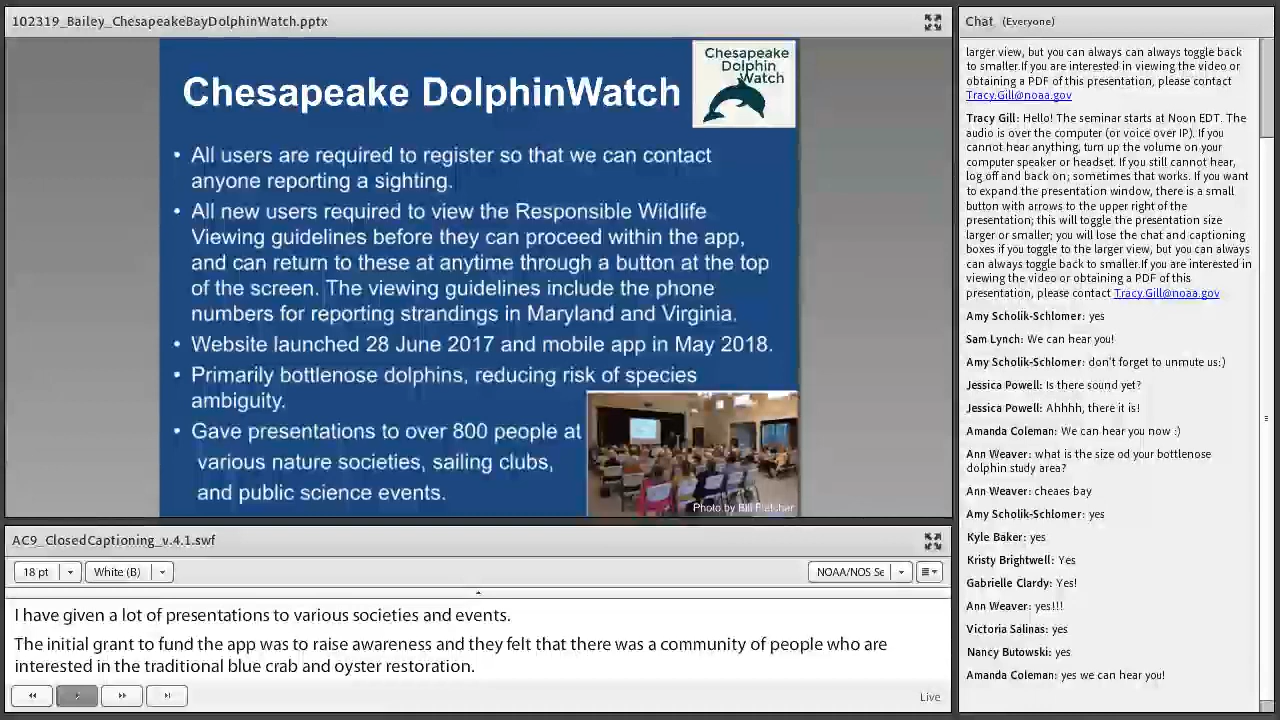 102319_Bailey_ChesapeakeBayDolphinWatch.pptx
Chesapeake DolphinWatch
Chesapeake
Dolphin
Watch
• All users are required to register so that we can contact
anyone reporting a sighting.
• All new users required to view the Responsible Wildlife
Viewing guidelines before they can proceed within the app,
and can return to these at anytime through a button at the top
of the screen. The viewing guidelines include the phone
numbers for reporting strandings in Maryland and Virginia.
• Website launched 28 June 2017 and mobile app in May 2018.
• Primarily bottlenose dolphins, reducing risk of species
ambiguity.
• Gave presentations to over 800 people at
various nature societies, sailing clubs,
and public science events.
Photo by Bill
AC9_ClosedCaptioning_v.4.1.swf
18 pt
White (B)
NOAA/NOS Se
I have given a lot of presentations to various societies and events.
The initial grant to fund the app was to raise awareness and they felt that there was a community of people who are
interested in the traditional blue crab and oyster restoration.
Live
Chat (Everyone)
larger view, but you can always can always toggle back
to smaller.If you are interested in viewing the video or
obtaining a PDF of this presentation, please contact
Tracy.Gill@noaa.gov
Tracy Gill: Hello! The seminar starts at Noon EDT. The
audio is over the computer (or voice over IP). If you
cannot hear anything; turn up the volume on your
computer speaker or headset. If you still cannot hear,
log off and back on; sometimes that works. If you want
to expand the presentation window, there is a small
button with arrows to the upper right of the
presentation; this will toggle the presentation size
larger or smaller; you will lose the chat and captioning
boxes if you toggle to the larger view, but you can always
can always toggle back to smaller.If you are interested in
viewing the video or obtaining a PDF of this
presentation, please contact Tracy.Gill@noaa.gov
Amy Scholik-Schlomer: yes
Sam Lynch: We can hear you!
Amy Scholik-Schlomer: don't forget to unmute us:)
Jessica Powell: Is there sound yet?
Jessica Powell: Ahhhh, there it is!
Amanda Coleman: We can hear you now :)
Ann Weaver: what is the size od your bottlenose
dolphin study area?
Ann Weaver: cheaes bay
Amy Scholik-Schlomer: yes
Kyle Baker: yes
Kristy Brightwell: Yes
Gabrielle Clardy: Yes!
Ann Weaver: yes!!!
Victoria Salinas: yes
Nancy Butowski: yes
Amanda Coleman: yes we can hear you!